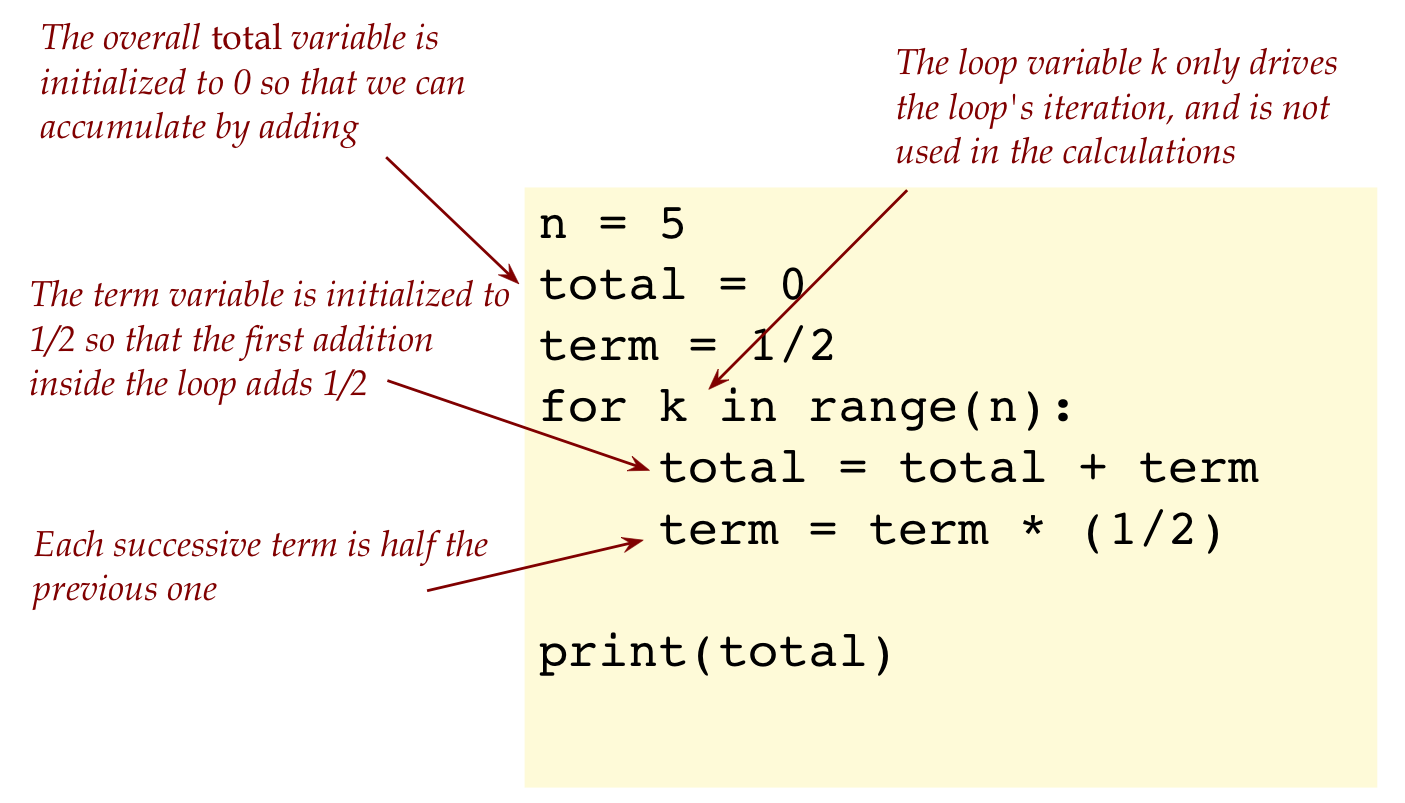 The overall total variable is
initialized to 0 so that we can
accumulate by adding
The loop variable k only drives
the loop's iteration, and is not
used in the calculations
The term variable is initialized to
1/2 so that the first addition
inside the loop adds 1/2
Each successive term is half the
previous one
n = 5
total = 0
term = 1/2
for k in range(n):
    total = total + term
    term = term * (1/2)
print(total)